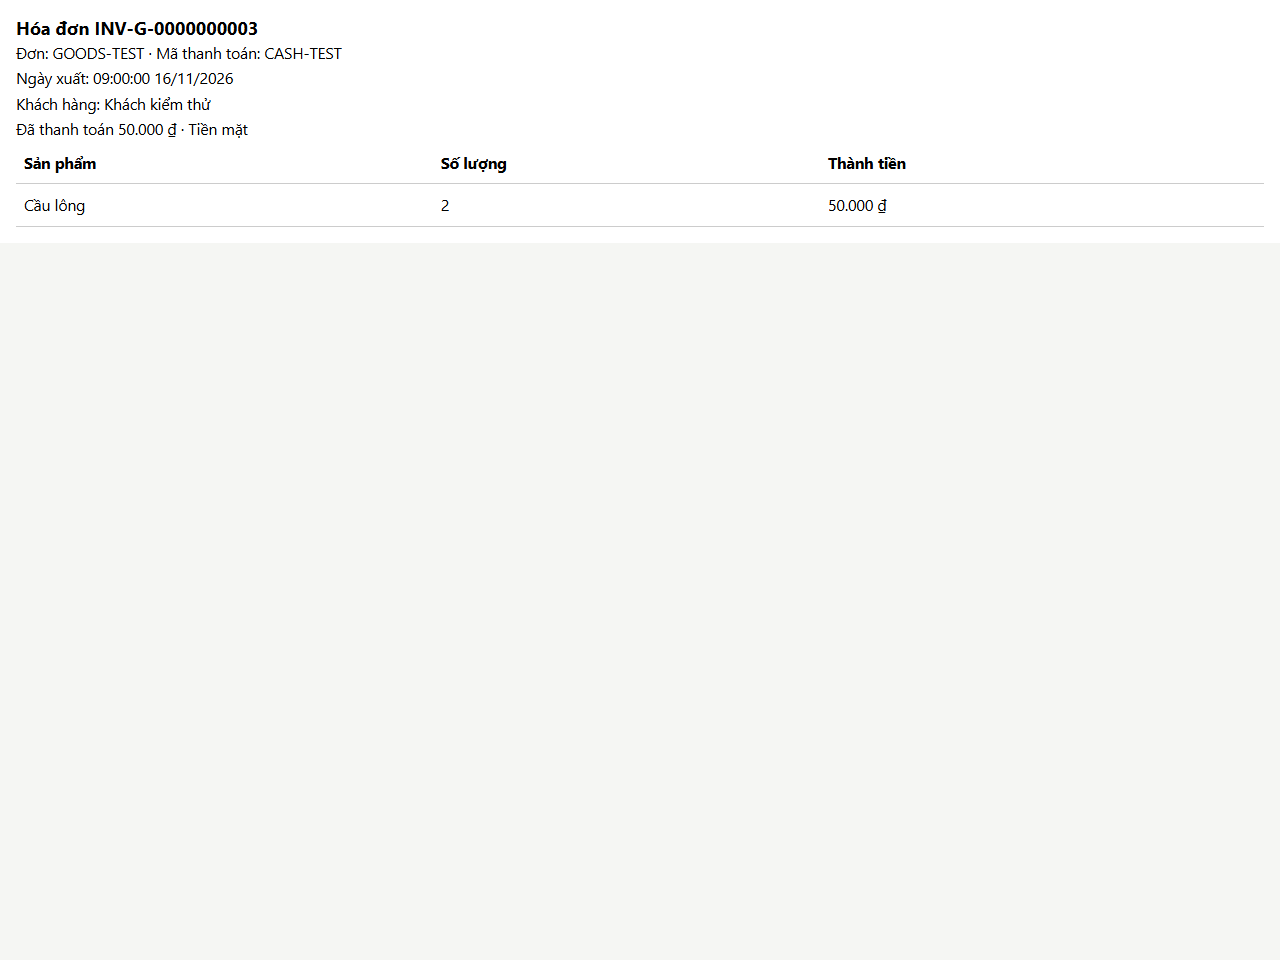 Hóa đơn INV-G-0000000003
Đơn: GOODS-TEST · Mã thanh toán: CASH-TEST
Ngày xuất: 09:00:00 16/11/2026
Khách hàng: Khách kiểm thử
Đã thanh toán 50.000 ₫ · Tiền mặt
Sản phẩm Số lượng Thành tiền
Cầu lông 2 50.000 ₫